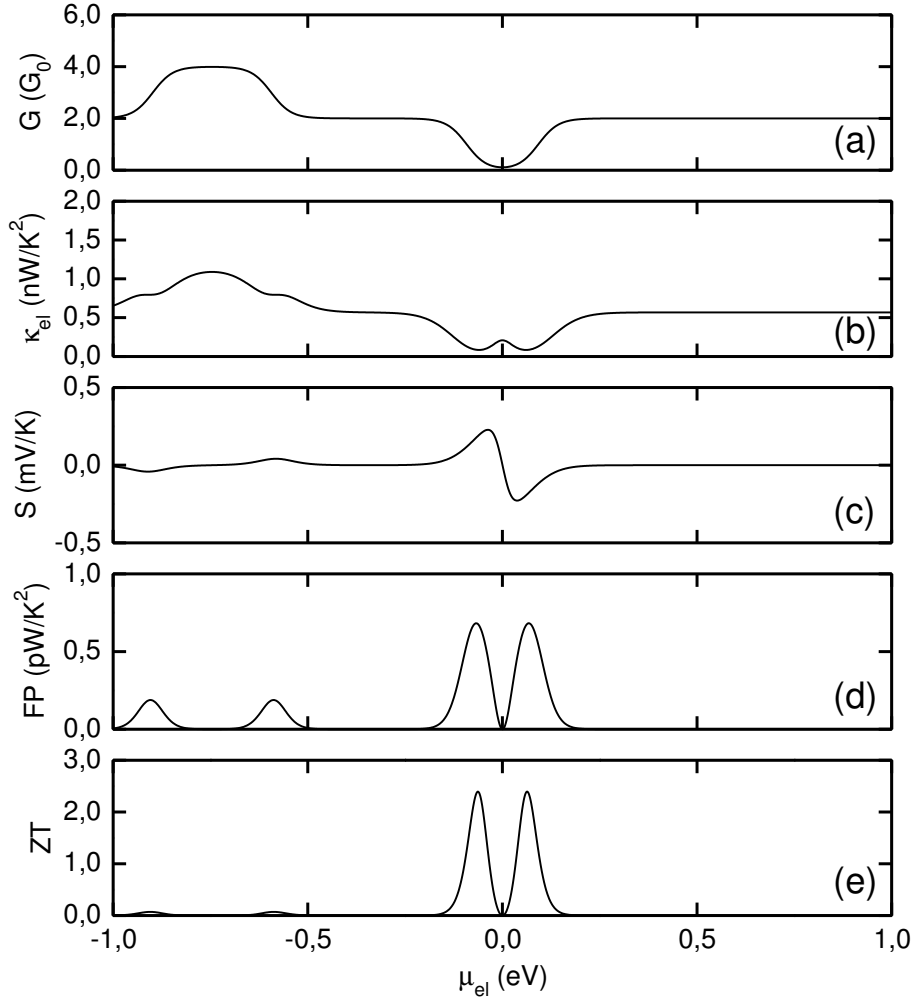 6,0
4,0
2,0
0,0
G (G0)
(a)
2,0
1,5
1,0
0,5
0,0
κel (nW/K2)
(b)
0,5
0,0
-0,5
S (mV/K)
(c)
1,0
0,5
0,0
FP (pW/K2)
(d)
3,0
2,0
1,0
0,0
ZT
(e)
-1,0 -0,5 0,0 0,5 1,0
μel (eV)